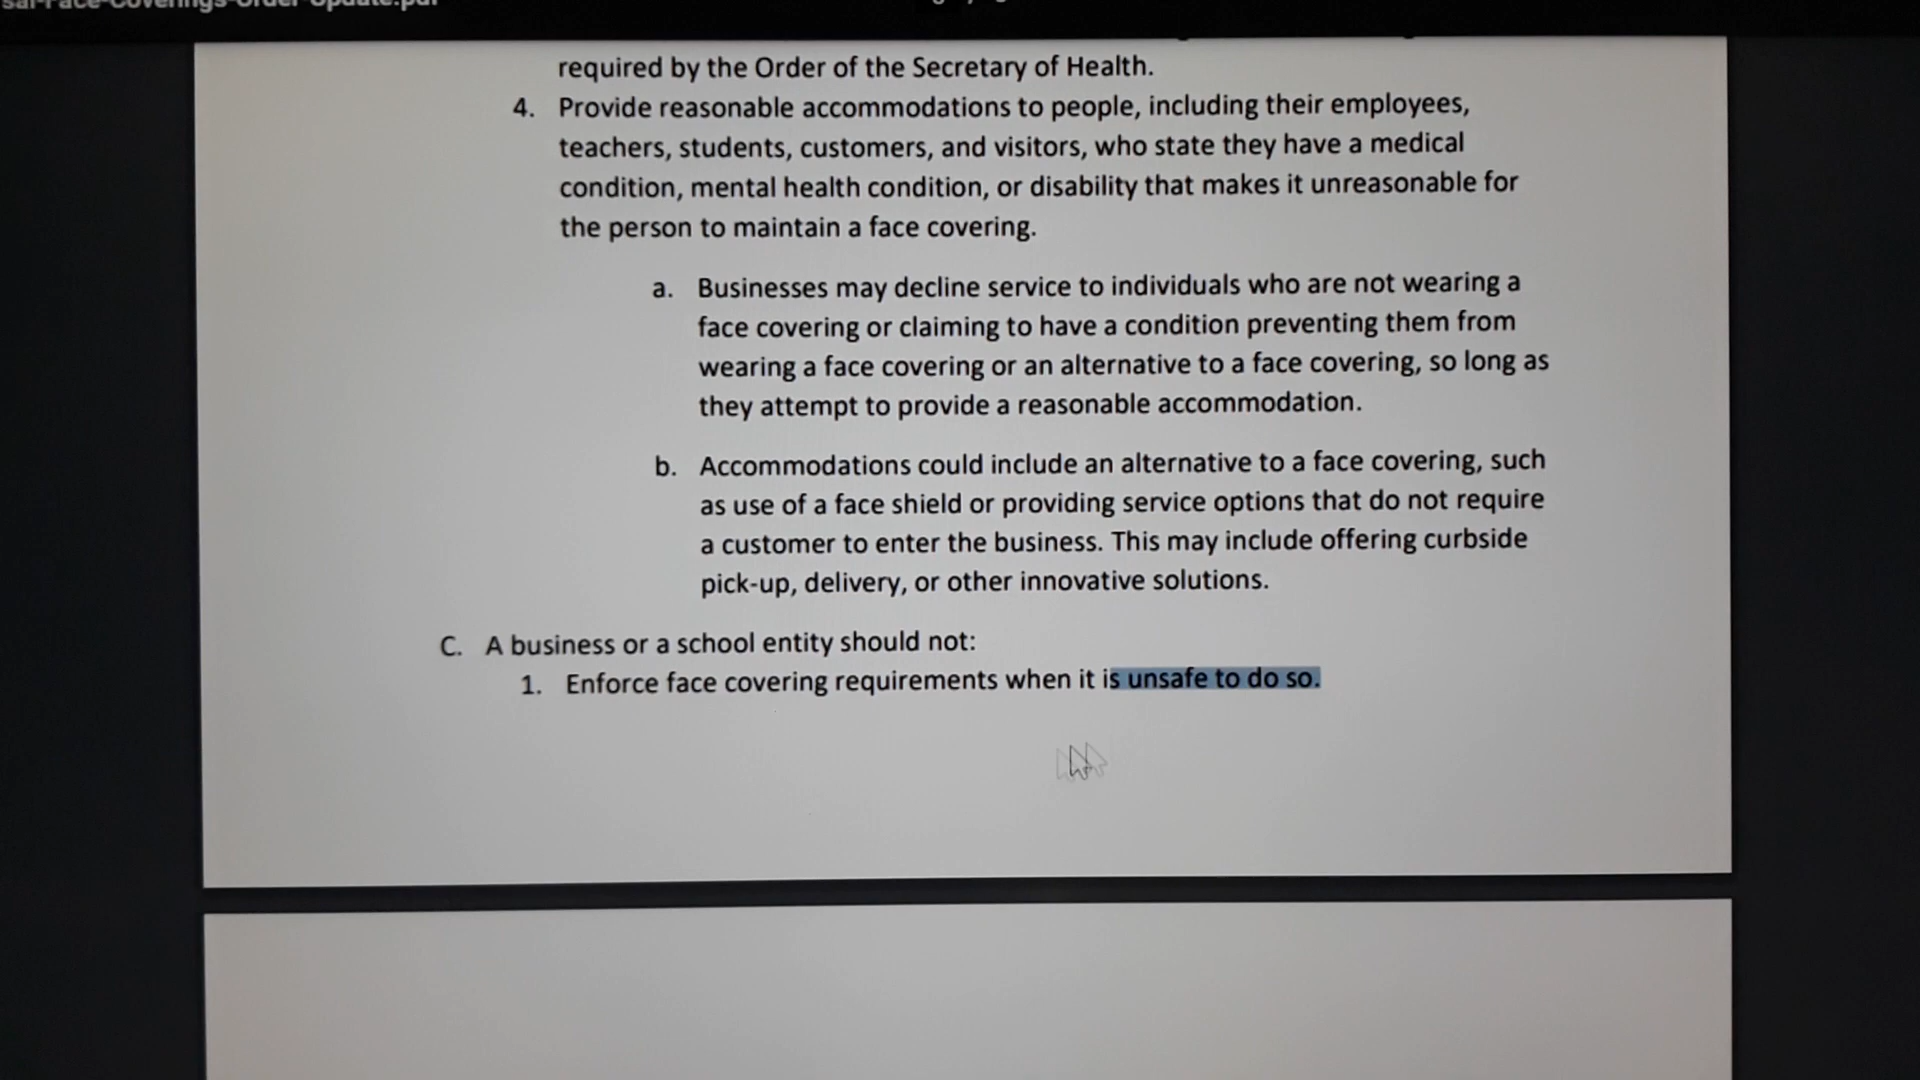 sal-Face-Coverings-Order-Update.pdf
required by the Order of the Secretary of Health.
4. Provide reasonable accommodations to people, including their employees,
teachers, students, customers, and visitors, who state they have a medical
condition, mental health condition, or disability that makes it unreasonable for
the person to maintain a face covering.
a. Businesses may decline service to individuals who are not wearing a
face covering or claiming to have a condition preventing them from
wearing a face covering or an alternative to a face covering, so long as
they attempt to provide a reasonable accommodation.
b. Accommodations could include an alternative to a face covering, such
as use of a face shield or providing service options that do not require
a customer to enter the business. This may include offering curbside
pick-up, delivery, or other innovative solutions.
C. A business or a school entity should not:
1. Enforce face covering requirements when it is unsafe to do so.